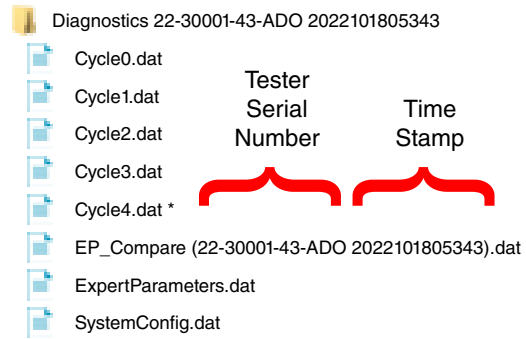 Diagnostics 22-30001-43-ADO 2022101805343
Cycle0.dat
Cycle1.dat
Cycle2.dat
Cycle3.dat
Cycle4.dat *
Tester
Serial
Number
Time
Stamp
EP_Compare (22-30001-43-ADO 2022101805343).dat
ExpertParameters.dat
SystemConfig.dat